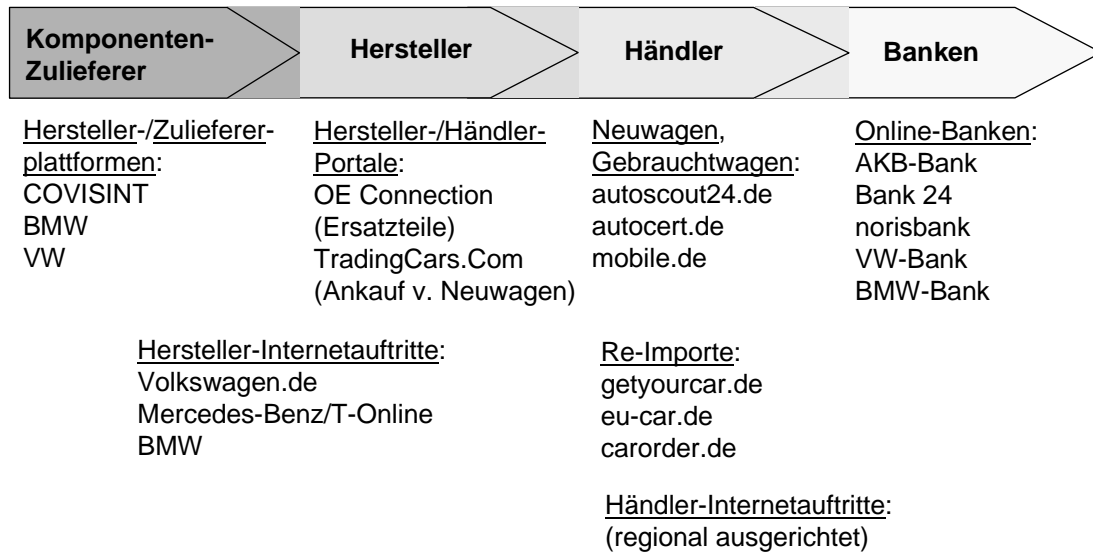 Komponenten-
Zulieferer
Hersteller
Händler
Banken
Hersteller-/Zulieferer-
plattformen:
COVISINT
BMW
VW
Hersteller-/Händler-
Portale:
OE Connection
(Ersatzteile)
TradingCars.Com
(Ankauf v. Neuwagen)
Neuwagen,
Gebrauchtwagen:
autoscout24.de
autocert.de
mobile.de
Online-Banken:
AKB-Bank
Bank 24
norisbank
VW-Bank
BMW-Bank
Hersteller-Internetauftritte:
Volkswagen.de
Mercedes-Benz/T-Online
BMW
Re-Importe:
getyourcar.de
eu-car.de
carorder.de
Händler-Internetauftritte:
(regional ausgerichtet)